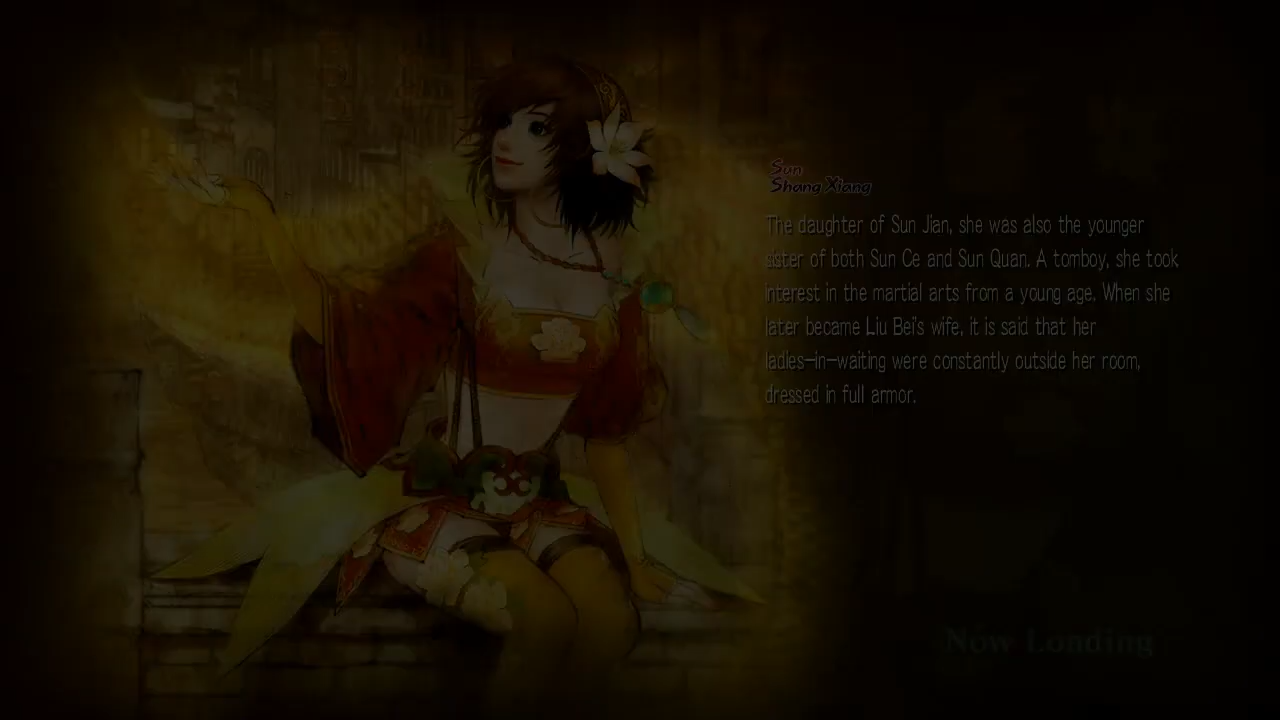 Sun
Shang Xiang
The daughter of Sun Jian, she was also the younger
sister of both Sun Ce and Sun Quan. A tomboy, she took
interest in the martial arts from a young age. When she
later became Liu Bei's wife, it is said that her
ladies-in-waiting were constantly outside her room,
dressed in full armor.
Now Loading